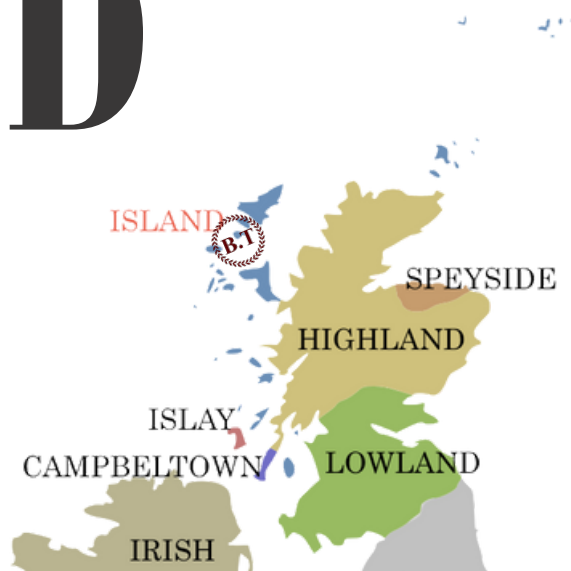 D
ISLAND
B.T
SPEYSIDE
HIGHLAND
ISLAY
CAMPBELTOWN
LOWLAND
IRISH